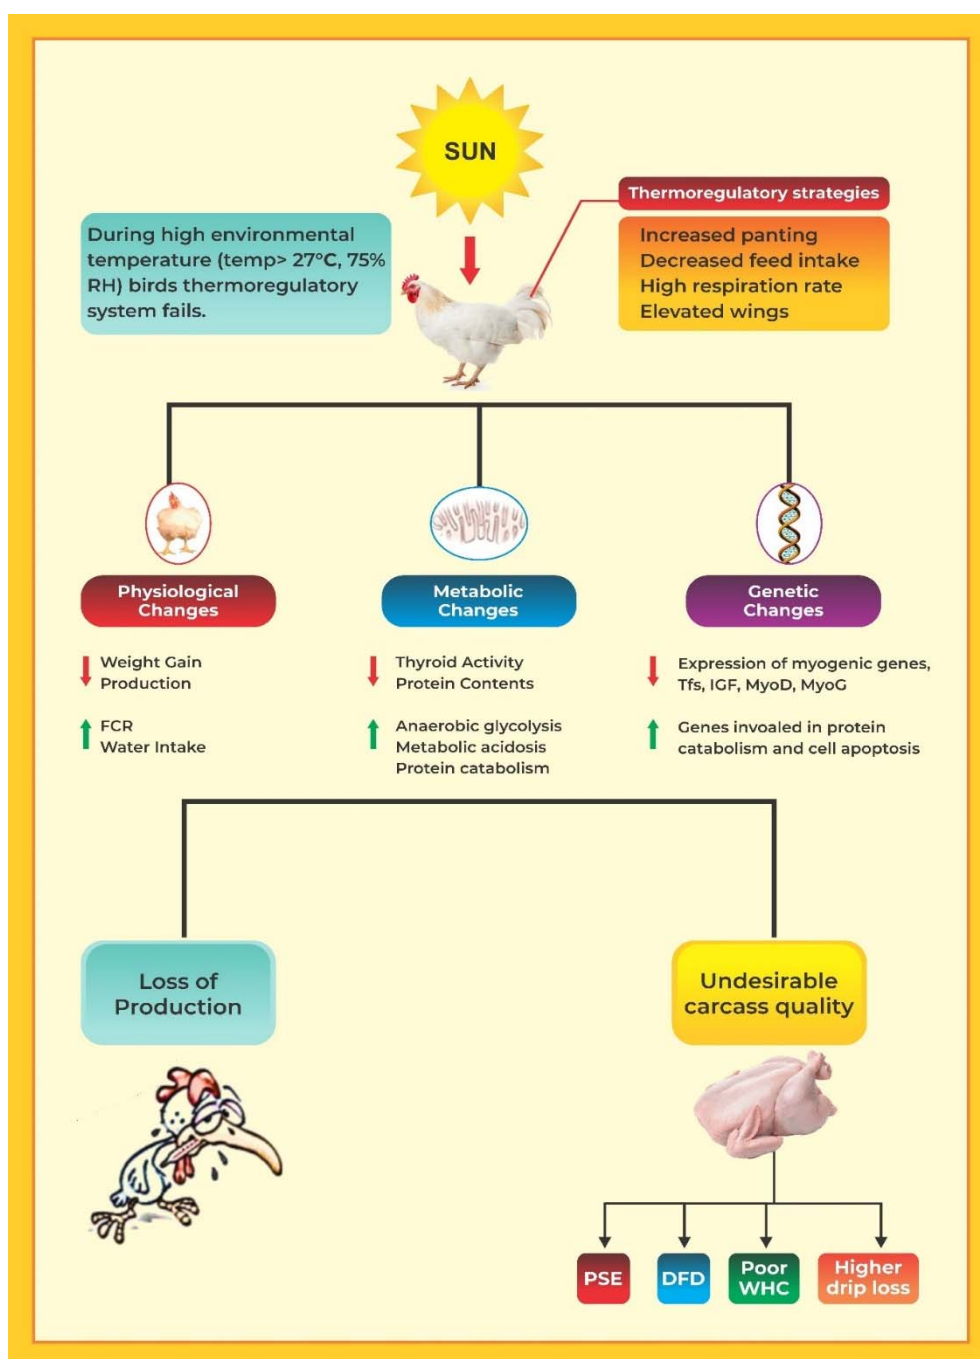 SUN
Thermoregulatory strategies
During high environmental
temperature (temp> 27°C, 75%
RH) birds thermoregulatory
system fails.
Increased panting
Decreased feed intake
High respiration rate
Elevated wings
Physiological
Changes
Metabolic
Changes
Genetic
Changes
Weight Gain
Production
FCR
Water Intake
Thyroid Activity
Protein Contents
Anaerobic glycolysis
Metabolic acidosis
Protein catabolism
Expression of myogenic genes,
Tfs, IGF, MyoD, MyoG
Genes invoaled in protein
catabolism and cell apoptosis
Loss of
Production
Undesirable
carcass quality
PSE
DFD
Poor
WHC
Higher
drip loss